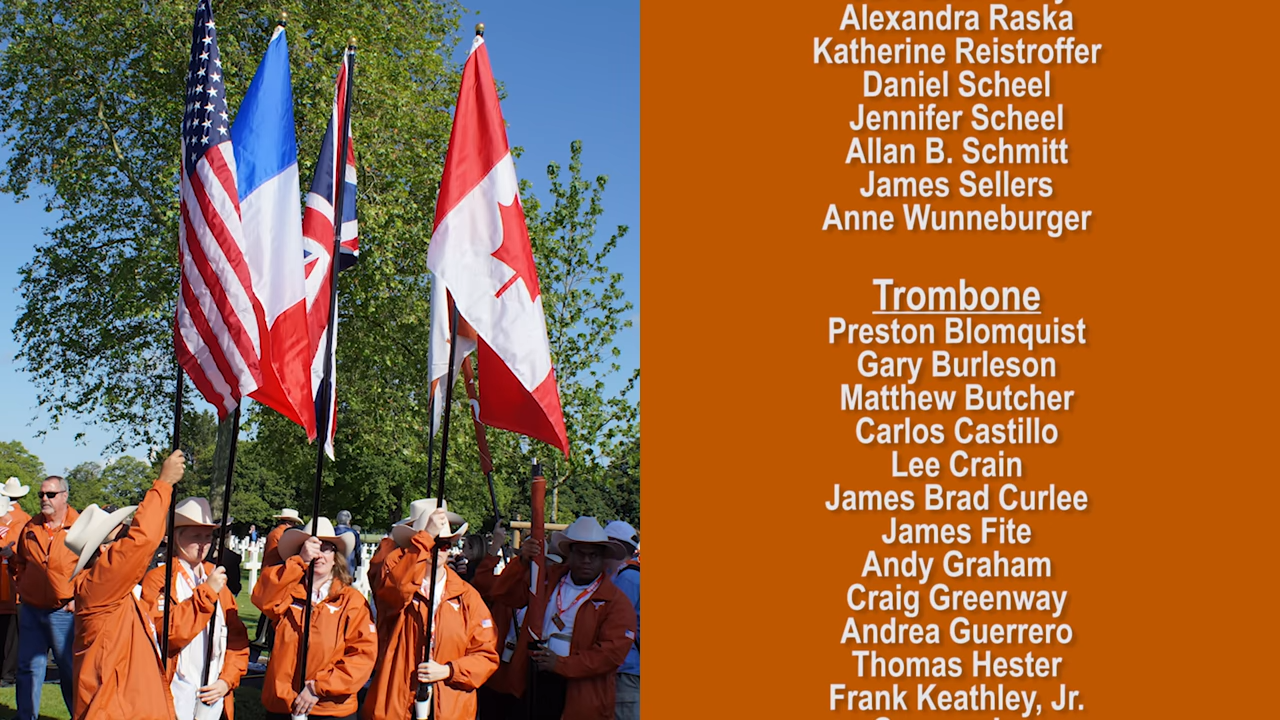 Alexandra Raska
Katherine Reistroffer
Daniel Scheel
Jennifer Scheel
Allan B. Schmitt
James Sellers
Anne Wunneburger
Trombone
Preston Blomquist
Gary Burleson
Matthew Butcher
Carlos Castillo
Lee Crain
James Brad Curlee
James Fite
Andy Graham
Craig Greenway
Andrea Guerrero
Thomas Hester
Frank Keathley, Jr.